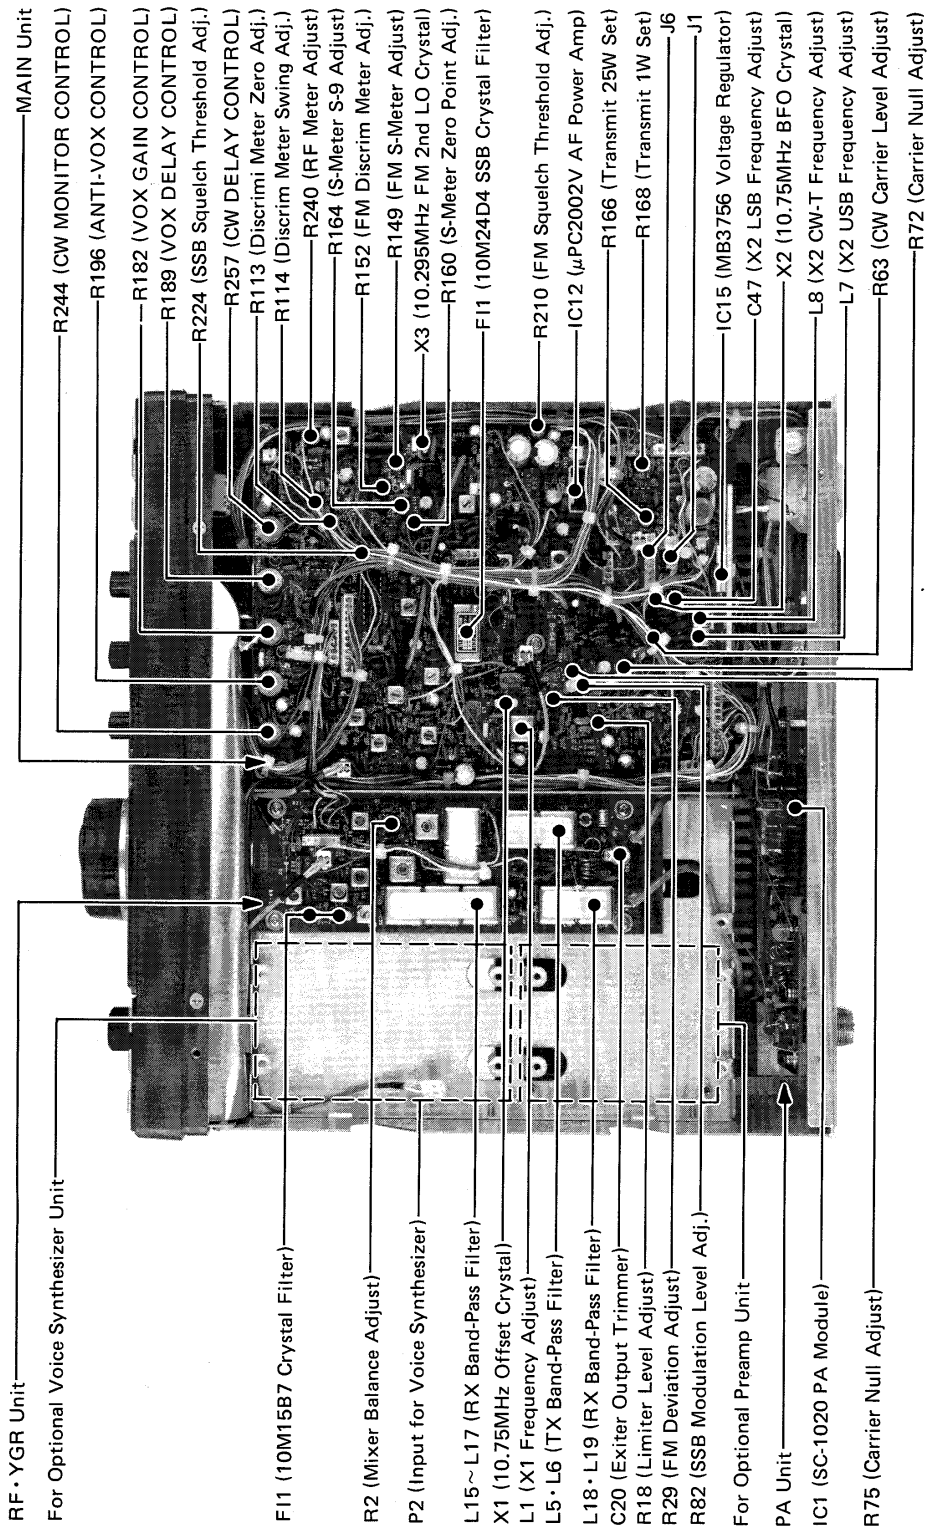 MAIN Unit
R244 (CW MONITOR CONTROL)
R196 (ANTI-VOX CONTROL)
R182 (VOX GAIN CONTROL)
R189 (VOX DELAY CONTROL)
R224 (SSB Squelch Threshold Adj.)
R257 (CW DELAY CONTROL)
R113 (Discrimi Meter Zero Adj.)
R114 (Discrim Meter Swing Adj.)
R240 (RF Meter Adjust)
R164 (S-Meter S-9 Adjust)
R152 (FM Discrim Meter Adj.)
R149 (FM S-Meter Adjust)
X3 (10.295MHz FM 2nd LO Crystal)
R160 (S-Meter Zero Point Adj.)
FI1 (10M24D4 SSB Crystal Filter)
R210 (FM Squelch Threshold Adj.)
IC12 (μPC2002V AF Power Amp)
R166 (Transmit 25W Set)
R168 (Transmit 1W Set)
J6
J1
IC15 (MB3756 Voltage Regulator)
C47 (X2 LSB Frequency Adjust)
X2 (10.75MHz BFO Crystal)
L8 (X2 CW-T Frequency Adjust)
L7 (X2 USB Frequency Adjust)
R63 (CW Carrier Level Adjust)
R72 (Carrier Null Adjust)
RF・YGR Unit
For Optional Voice Synthesizer Unit
FI1 (10M15B7 Crystal Filter)
R2 (Mixer Balance Adjust)
P2 (Input for Voice Synthesizer)
L15~L17 (RX Band-Pass Filter)
X1 (10.75MHz Offset Crystal)
L1 (X1 Frequency Adjust)
L5・L6 (TX Band-Pass Filter)
L18・L19 (RX Band-Pass Filter)
C20 (Exiter Output Trimmer)
R18 (Limiter Level Adjust)
R29 (FM Deviation Adjust)
R82 (SSB Modulation Level Adj.)
For Optional Preamp Unit
PA Unit
IC1 (SC-1020 PA Module)
R75 (Carrier Null Adjust)